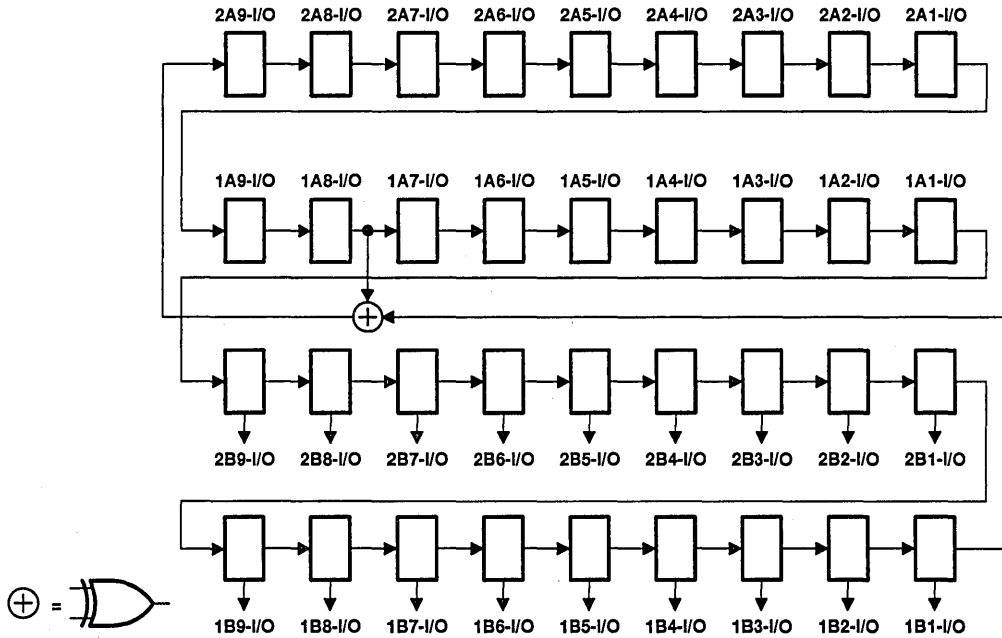 2A9-I/O 2A8-I/O 2A7-I/O 2A6-I/O 2A5-I/O 2A4-I/O 2A3-I/O 2A2-I/O 2A1-I/O
1A9-I/O 1A8-I/O 1A7-I/O 1A6-I/O 1A5-I/O 1A4-I/O 1A3-I/O 1A2-I/O 1A1-I/O
2B9-I/O 2B8-I/O 2B7-I/O 2B6-I/O 2B5-I/O 2B4-I/O 2B3-I/O 2B2-I/O 2B1-I/O
=
1B9-I/O 1B8-I/O 1B7-I/O 1B6-I/O 1B5-I/O 1B4-I/O 1B3-I/O 1B2-I/O 1B1-I/O